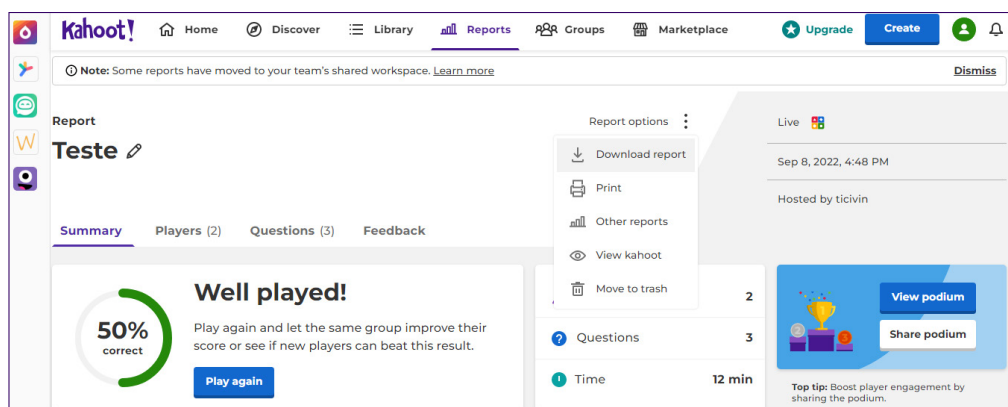 Kahoot! Home Discover Library Reports Groups Marketplace Upgrade Create
Note: Some reports have moved to your team's shared workspace. Learn more Dismiss
Report
Teste
Report options
Download report
Print
Other reports
View kahoot
Move to trash
Live
Sep 8, 2022, 4:48 PM
Hosted by ticivin
Summary Players (2) Questions (3) Feedback
50%
correct
Well played!
Play again and let the same group improve their
score or see if new players can beat this result.
Play again
2
Questions 3
Time 12 min
2
3
View podium
Share podium
Top tip: Boost player engagement by
sharing the podium.